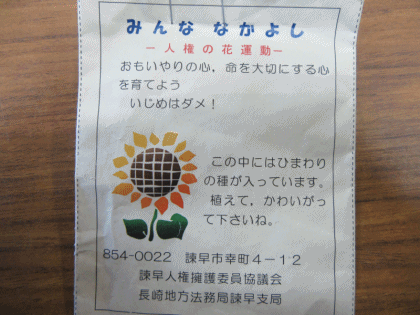 みんな なかよし
－人権の花運動－
おもいやりの心，命を大切にする心
を育てよう
いじめはダメ！
この中にはひまわり
の種が入っています。
植えて，かわいがっ
て下さいね。
854-0022 諫早市幸町４－１２
諫早人権擁護委員協議会
長崎地方法務局諫早支局